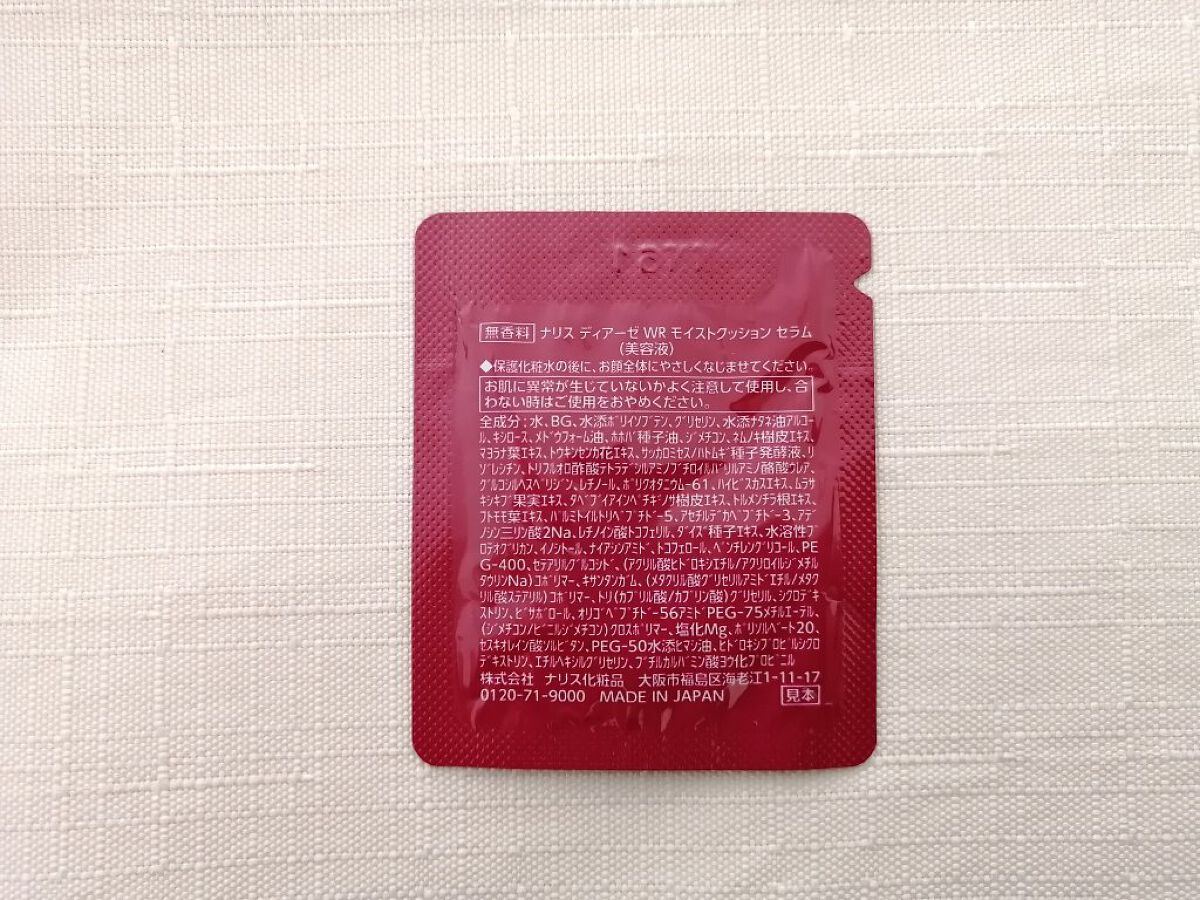 無香料 ナリス ディアーゼ WR モイストクッション セラム
(美容液)
◆保護化粧水の後に、お顔全体にやさしくなじませてください。
お肌に異常が生じていないかよく注意して使用し、合
わない時はご使用をおやめください。
全成分：水、BG、水添ﾎﾟﾘｲｿﾌﾞﾃﾝ、ｸﾞﾘｾﾘﾝ、水添ﾅﾀﾈ油ｱﾙｺｰ
ﾙ、ｷｼﾛｰｽ、ﾒﾄﾞｳﾌｫｰﾑ油、ﾎﾎﾊﾞ種子油、ｼﾞﾒﾁｺﾝ、ﾈﾑﾉｷ樹皮ｴｷｽ、
ﾏﾖﾗﾅ葉ｴｷｽ、ﾄｳｷﾝｾﾝｶ花ｴｷｽ、ｻｯｶﾛﾐｾｽ/ﾊﾄﾑｷﾞ種子発酵液、ﾘ
ｿﾞﾚｼﾁﾝ、ﾄﾘﾌﾙｵﾛ酢酸ﾃﾄﾗﾃﾞｼﾙｱﾐﾉﾌﾞﾁﾛｲﾙﾊﾞﾘﾙｱﾐﾉ酪酸ｳﾚｱ、
ｸﾞﾙｺｼﾙﾍｽﾍﾟﾘｼﾞﾝ、ﾚﾁﾉｰﾙ、ﾎﾟﾘｸｵﾀﾆｳﾑ-61、ﾊｲﾋﾞｽｶｽｴｷｽ、ﾑﾗｻ
ｷｼｷﾌﾞ果実ｴｷｽ、ﾀﾍﾞﾌﾞｲｱｲﾝﾍﾟﾁｷﾞﾉｻ樹皮ｴｷｽ、ﾄﾙﾒﾝﾁﾗ根ｴｷｽ、
ﾌﾄﾓﾓ葉ｴｷｽ、ﾊﾟﾙﾐﾄｲﾙﾄﾘﾍﾟﾌﾟﾁﾄﾞ-5、ｱｾﾁﾙﾃﾞｶﾍﾟﾌﾟﾁﾄﾞ-3、ｱﾃﾞ
ﾉｼﾝ三ﾘﾝ酸2Na、ﾚﾁﾉｲﾝ酸ﾄｺﾌｪﾘﾙ、ﾀﾞｲｽﾞ種子ｴｷｽ、水溶性ﾌﾟ
ﾛﾃｵｸﾞﾘｶﾝ、ｲﾉｼﾄｰﾙ、ﾅｲｱｼﾝｱﾐﾄﾞ、ﾄｺﾌｪﾛｰﾙ、ﾍﾟﾝﾁﾚﾝｸﾞﾘｺｰﾙ、PE
G-400、ｾﾃｱﾘﾙｸﾞﾙｺｼﾄﾞ、(ｱｸﾘﾙ酸ﾋﾄﾞﾛｷｼｴﾁﾙ/ｱｸﾘﾛｲﾙｼﾞﾒﾁﾙ
ﾀｳﾘﾝNa)ｺﾎﾟﾘﾏｰ、ｷｻﾝﾀﾝｶﾞﾑ、(ﾒﾀｸﾘﾙ酸ｸﾞﾘｾﾘﾙｱﾐﾄﾞｴﾁﾙ/ﾒﾀｸ
ﾘﾙ酸ｽﾃｱﾘﾙ)ｺﾎﾟﾘﾏｰ、ﾄﾘ(ｶﾌﾟﾘﾙ酸/ｶﾌﾟﾘﾝ酸)ｸﾞﾘｾﾘﾙ、ｼｸﾛﾃﾞｷ
ｽﾄﾘﾝ、ﾋﾞｻﾎﾞﾛｰﾙ、ｵﾘｺﾞﾍﾟﾌﾟﾁﾄﾞ-56ｱﾐﾄﾞPEG-75ﾒﾁﾙｴｰﾃﾙ、
(ｼﾞﾒﾁｺﾝ/ﾋﾞﾆﾙｼﾞﾒﾁｺﾝ)ｸﾛｽﾎﾟﾘﾏｰ、塩化Mg、ﾎﾟﾘｿﾙﾍﾞｰﾄ20、
ｾｽｷｵﾚｲﾝ酸ｿﾙﾋﾞﾀﾝ、PEG-50水添ﾋﾏｼ油、ﾋﾄﾞﾛｷｼﾌﾟﾛﾋﾟﾙｼｸﾛ
ﾃﾞｷｽﾄﾘﾝ、ｴﾁﾙﾍｷｼﾙｸﾞﾘｾﾘﾝ、ﾌﾞﾁﾙｶﾙﾊﾞﾐﾝ酸ﾖｳ化ﾌﾟﾛﾋﾟﾆﾙ
株式会社 ナリス化粧品 大阪市福島区海老江1-11-17
0120-71-9000 MADE IN JAPAN 見本